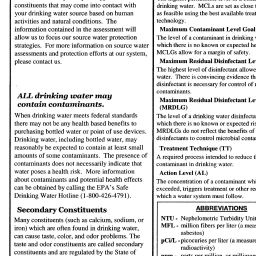 constituents that may come into contact with
your drinking water source based on human
activities and natural conditions. The
information contained in the assessment will
allow us to focus our source water protection
strategies. For more information on source water
assessments and protection efforts at our system,
please contact us.
ALL drinking water may
contain contaminants.
When drinking water meets federal standards
there may not be any health based benefits to
purchasing bottled water or point of use devices.
Drinking water, including bottled water, may
reasonably be expected to contain at least small
amounts of some contaminants. The presence of
contaminants does not necessarily indicate that
water poses a health risk. More information
about contaminants and potential health effects
can be obtained by calling the EPA's Safe
Drinking Water Hotline (1-800-426-4791).
Secondary Constituents
Many constituents (such as calcium, sodium, or
iron) which are often found in drinking water,
can cause taste, color, and odor problems. The
taste and odor constituents are called secondary
constituents and are regulated by the State of
drinking water. MCLs are set as close t
as feasible using the best available treat
technology.
Maximum Contaminant Level Goal
The level of a contaminant in drinking w
which there is no known or expected he
MCLGs allow for a margin of safety.
Maximum Residual Disinfectant Le
The highest level of disinfectant allowe
water. There is convincing evidence th
disinfectant is necessary for control of m
contaminants.
Maximum Residual Disinfectant Le
(MRDLG)
The level of a drinking water disinfectan
which there is no known or expected ris
MRDLGs do not reflect the benefits of
disinfectants to control microbial contar
Treatment Technique (TT)
A required process intended to reduce th
contaminant in drinking water.
Action Level (AL)
The concentration of a contaminant wh
exceeded, triggers treatment or other re
which a water system must follow.
ABBREVIATIONS
NTU - Nephelometric Turbidity Unit
MFL - million fibers per liter (a meas
asbestos)
pCi/L - picocuries per liter (a measure
radioactivity)